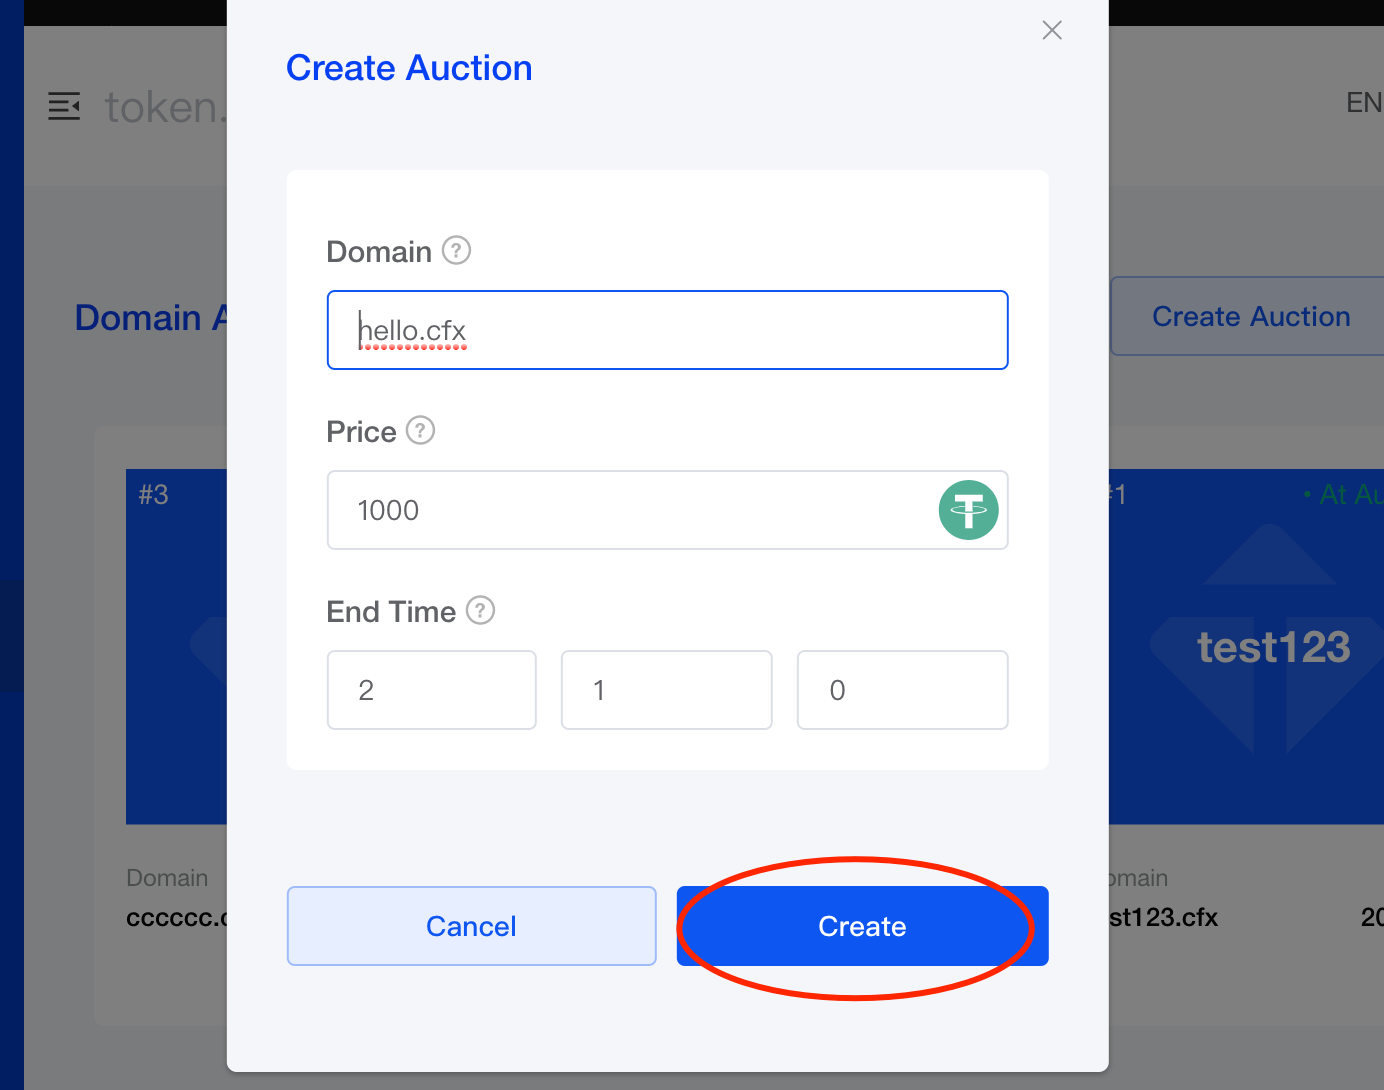 Create Auction
token.
EN
Domain ?
Domain A
hello.cfx
Create Auction
Price ?
#3
1000
#1
• At Au
End Time ?
test123
2
1
0
Domain
omain
cccccc.c
st123.cfx
20
Cancel
Create